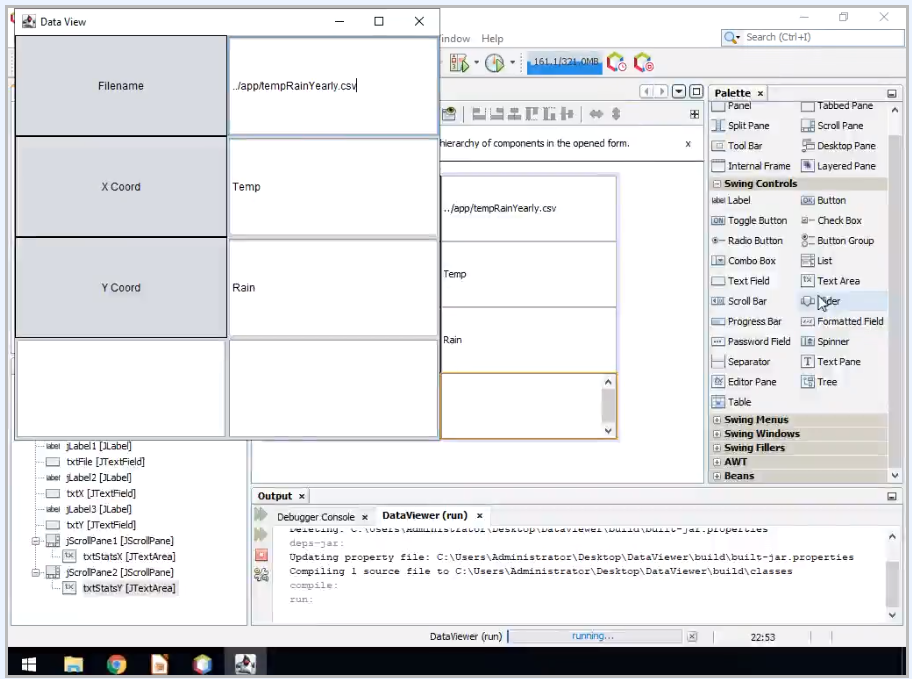 Data View
Filename
../app/tempRainYearly.csv
X Coord
Temp
Y Coord
Rain
indow Help
Search (Ctrl+I)
161.1/321.0MB
hierarchy of components in the opened form. x
../app/tempRainYearly.csv
Temp
Rain
Palette x
Panel Tabbed Pane
Split Pane Scroll Pane
Tool Bar Desktop Pane
Internal Frame Layered Pane
Swing Controls
label Label OK Button
ON Toggle Button Check Box
Radio Button Button Group
Combo Box List
Text Field Text Area
Scroll Bar der
Progress Bar Formatted Field
Password Field Spinner
Separator Text Pane
Editor Pane Tree
Table
Swing Menus
Swing Windows
Swing Fillers
AWT
Beans
label jLabel1 [JLabel]
txtFile [JTextField]
label jLabel2 [JLabel]
txtX [JTextField]
label jLabel3 [JLabel]
txtY [JTextField]
jScrollPane1 [JScrollPane]
txtStatsX [JTextArea]
jScrollPane2 [JScrollPane]
txtStatsY [JTextArea]
Output x
Debugger Console x DataViewer (run) x
Deleting: C:\Users\Administrator\Desktop\DataViewer\build\built-jar.properties
deps-jar:
Updating property file: C:\Users\Administrator\Desktop\DataViewer\build\built-jar.properties
Compiling 1 source file to C:\Users\Administrator\Desktop\DataViewer\build\classes
compile:
run:
DataViewer (run) running... 22:53